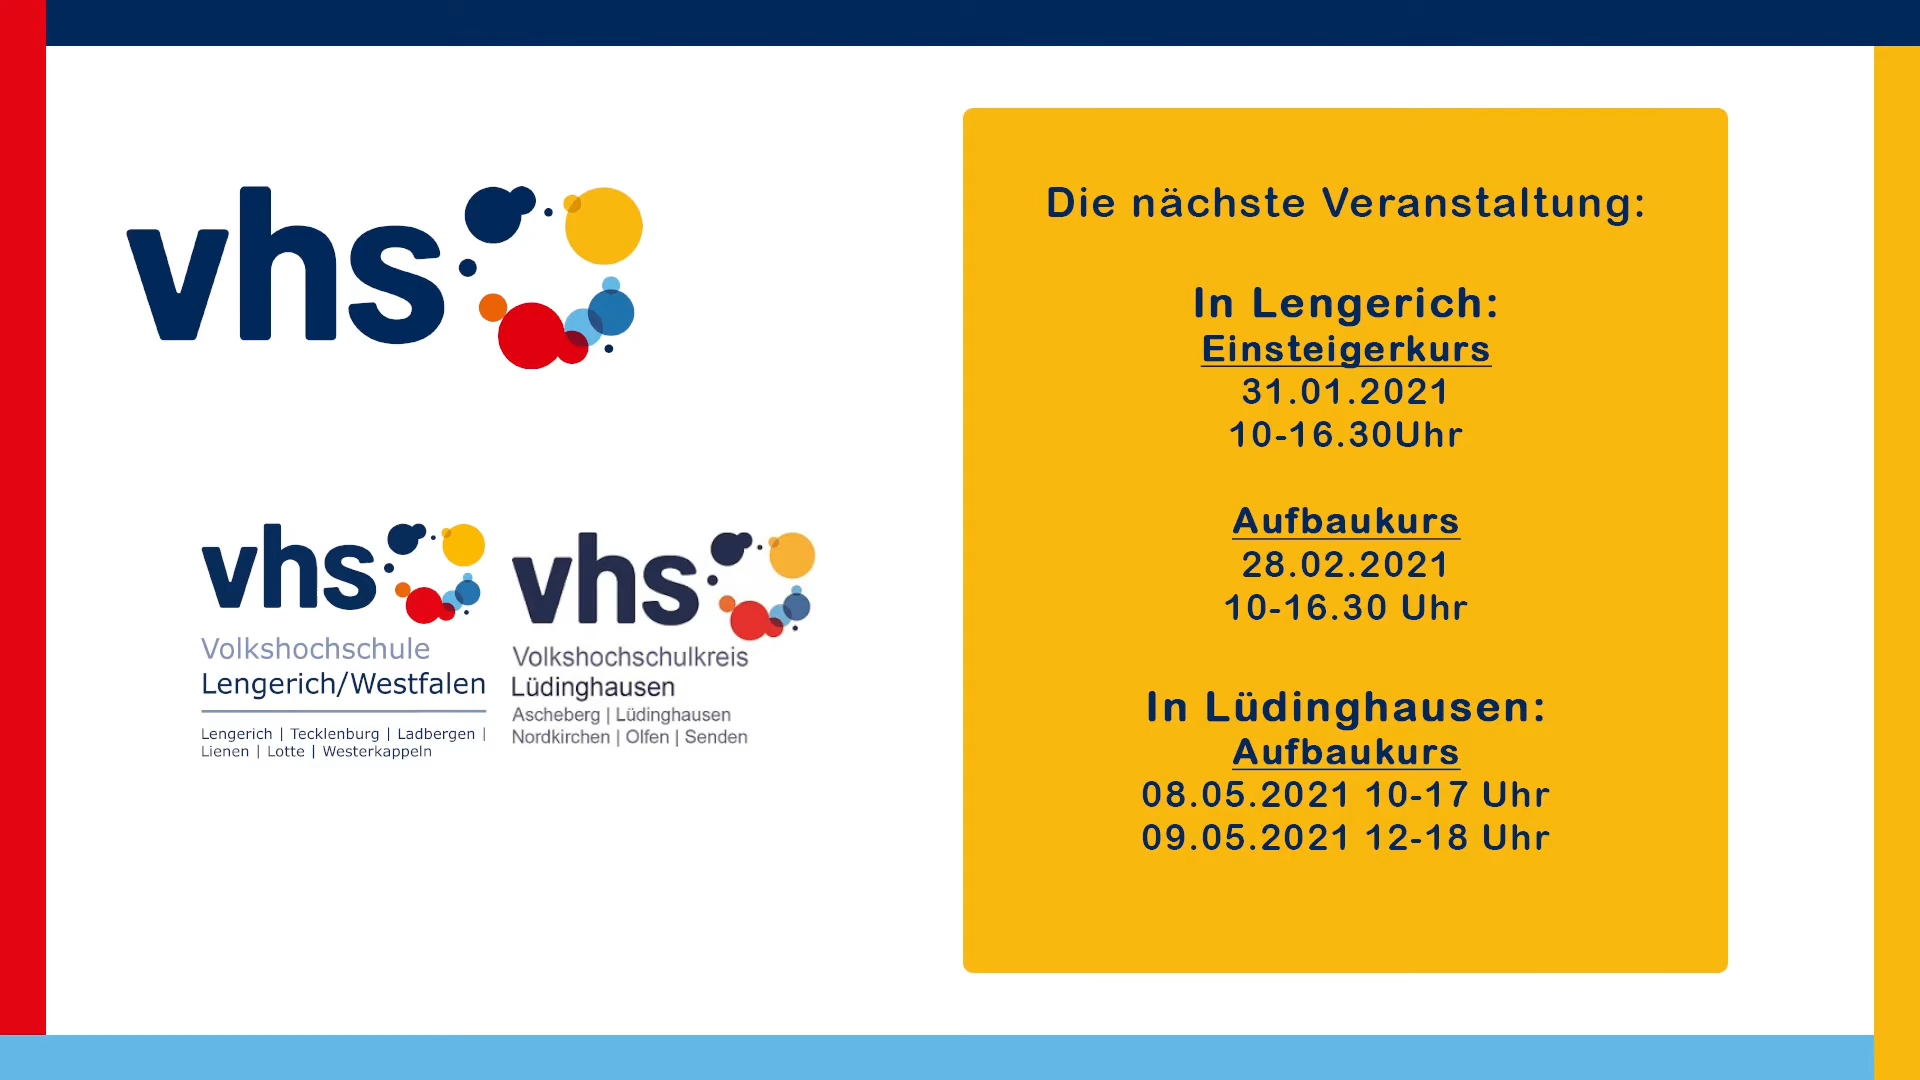 vhs
vhs
Volkshochschule
Lengerich/Westfalen
Lengerich | Tecklenburg | Ladbergen |
Lienen | Lotte | Westerkappeln
vhs
Volkshochschulkreis
Lüdinghausen
Ascheberg | Lüdinghausen
Nordkirchen | Olfen | Senden
Die nächste Veranstaltung:
In Lengerich:
Einsteigerkurs
31.01.2021
10-16.30Uhr
Aufbaukurs
28.02.2021
10-16.30 Uhr
In Lüdinghausen:
Aufbaukurs
08.05.2021 10-17 Uhr
09.05.2021 12-18 Uhr